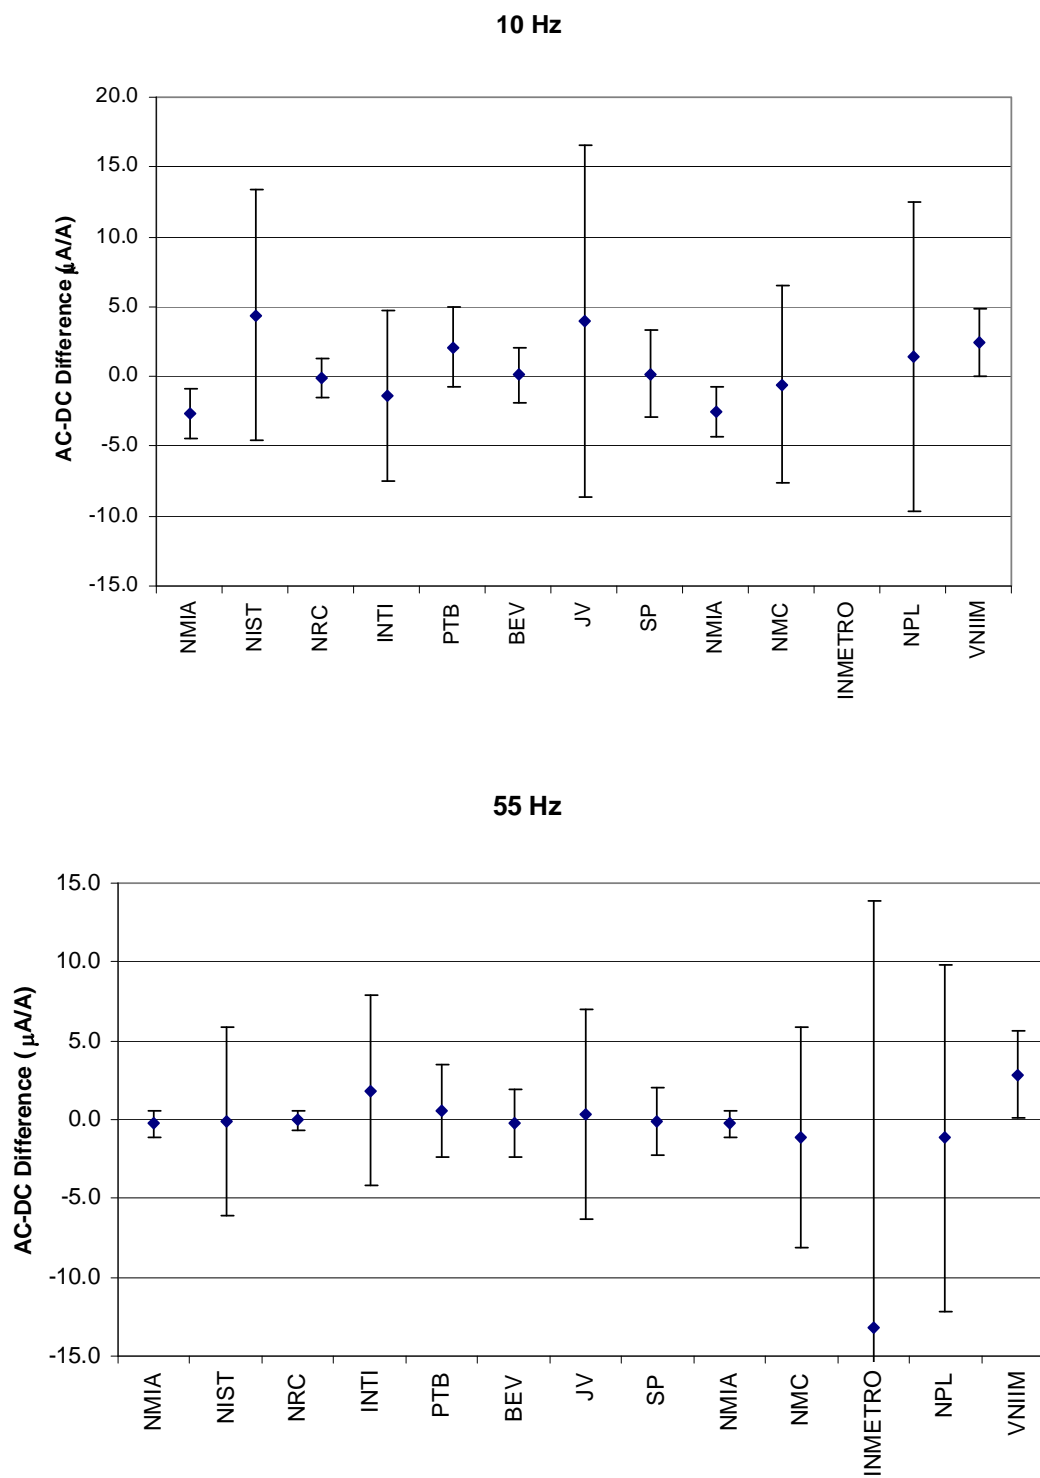 10 Hz
20.0
15.0
10.0
5.0
0.0
-5.0
-10.0
-15.0
AC-DC Difference (µA/A)
NMIA
NIST
NRC
INTI
PTB
BEV
JV
SP
NMIA
NMC
INMETRO
NPL
VNIIM
55 Hz
15.0
10.0
5.0
0.0
-5.0
-10.0
-15.0
AC-DC Difference ( µA/A)
NMIA
NIST
NRC
INTI
PTB
BEV
JV
SP
NMIA
NMC
INMETRO
NPL
VNIIM